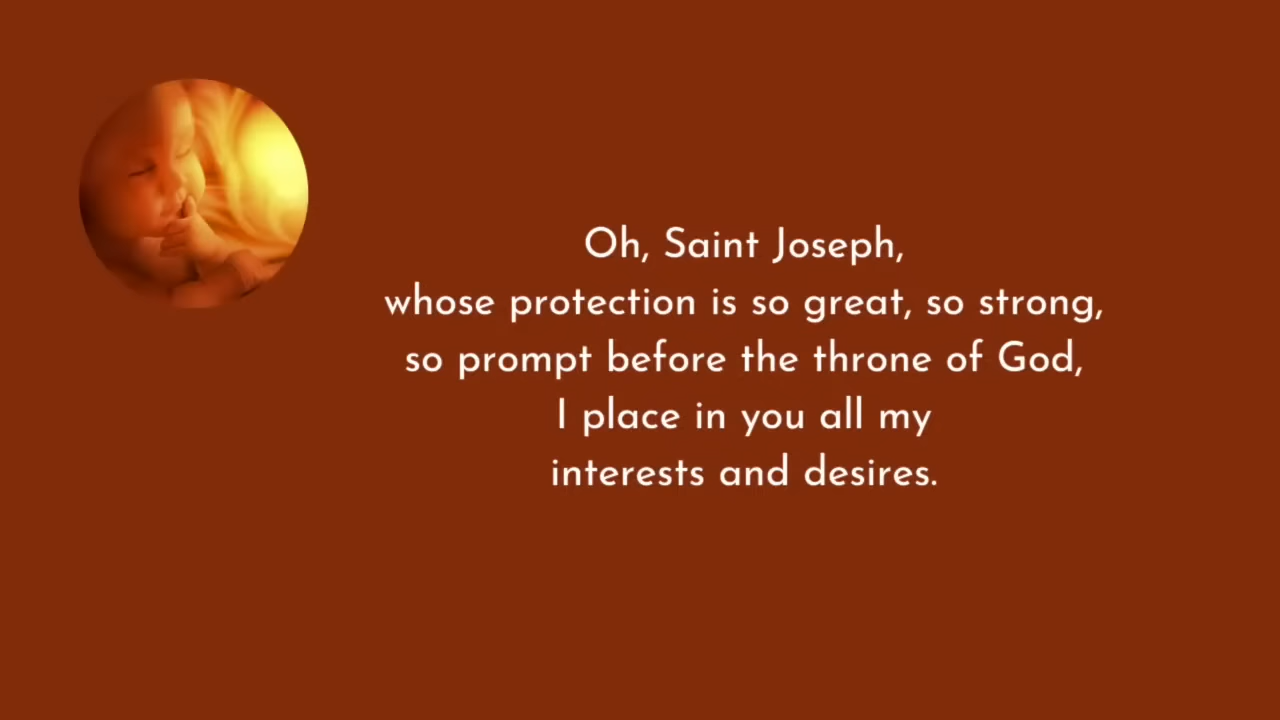 Oh, Saint Joseph,
whose protection is so great, so strong,
so prompt before the throne of God,
I place in you all my
interests and desires.